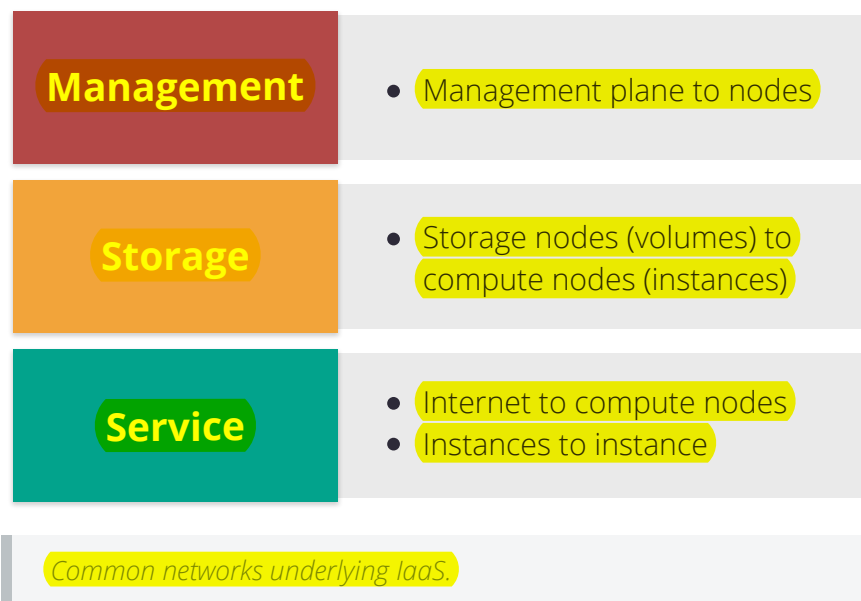 Management
• Management plane to nodes
Storage
• Storage nodes (volumes) to
compute nodes (instances)
Service
• Internet to compute nodes
• Instances to instance
Common networks underlying IaaS.